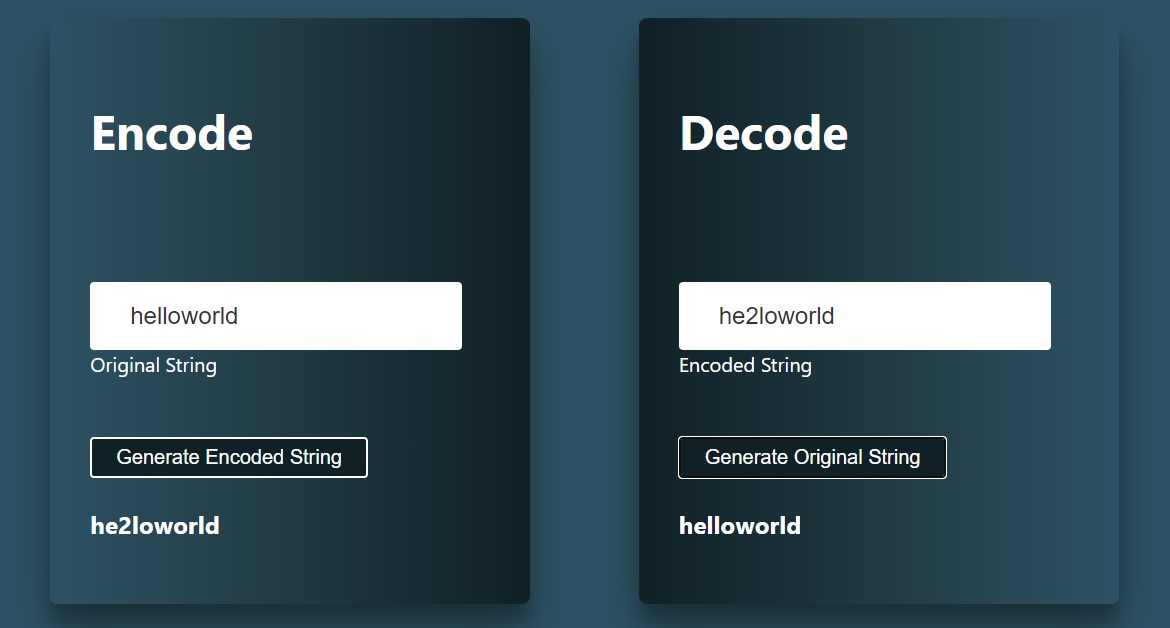 Encode
helloworld
Original String
Generate Encoded String
he2loworld
Decode
he2loworld
Encoded String
Generate Original String
helloworld